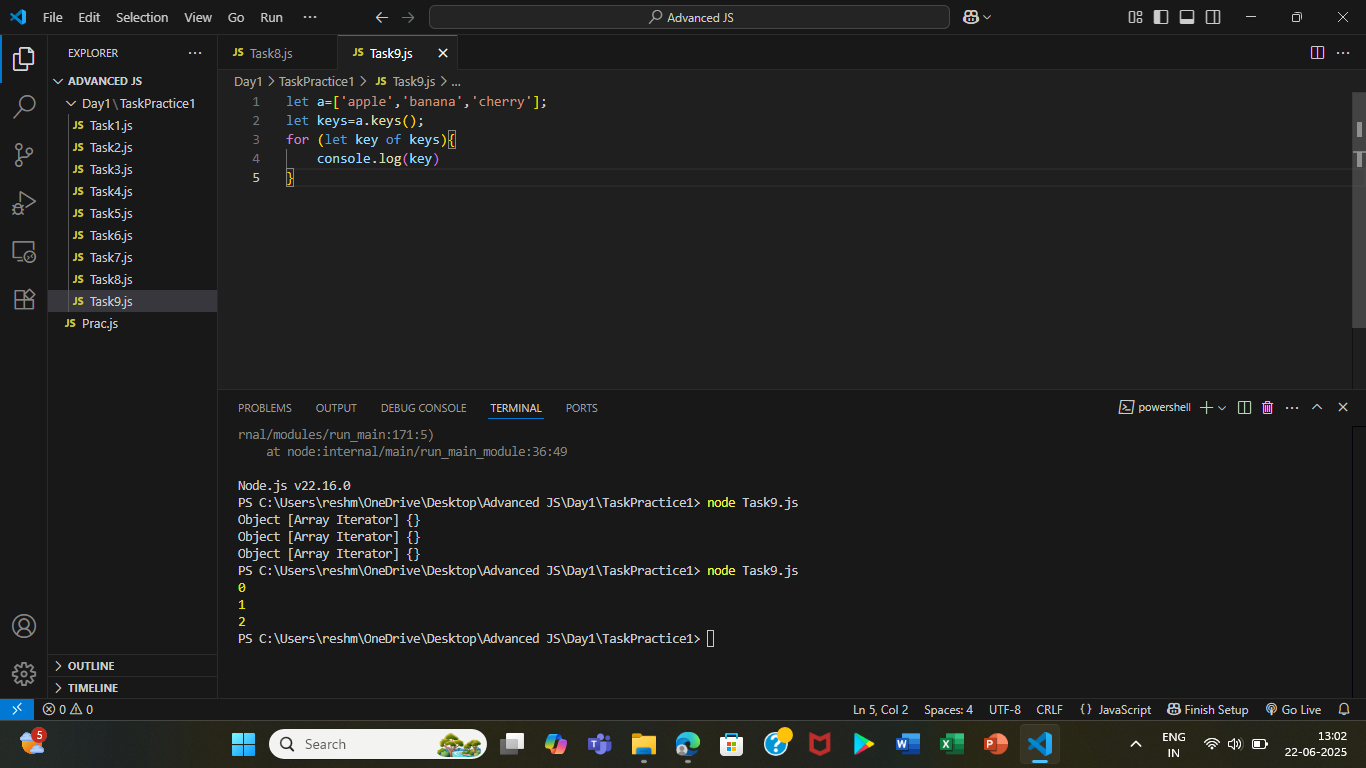 File Edit Selection View Go Run ··· Advanced JS
EXPLORER ···
ADVANCED JS
Day1 \ TaskPractice1
JS Task1.js
JS Task2.js
JS Task3.js
JS Task4.js
JS Task5.js
JS Task6.js
JS Task7.js
JS Task8.js
JS Task9.js
JS Prac.js
OUTLINE
TIMELINE
JS Task8.js JS Task9.js
Day1 > TaskPractice1 > JS Task9.js > ...
1 let a=['apple','banana','cherry'];
2 let keys=a.keys();
3 for (let key of keys){
4 console.log(key)
5 }
PROBLEMS OUTPUT DEBUG CONSOLE TERMINAL PORTS powershell
rnal/modules/run_main:171:5)
at node:internal/main/run_main_module:36:49
Node.js v22.16.0
PS C:\Users\reshm\OneDrive\Desktop\Advanced JS\Day1\TaskPractice1> node Task9.js
Object [Array Iterator] {}
Object [Array Iterator] {}
Object [Array Iterator] {}
PS C:\Users\reshm\OneDrive\Desktop\Advanced JS\Day1\TaskPractice1> node Task9.js
0
1
2
PS C:\Users\reshm\OneDrive\Desktop\Advanced JS\Day1\TaskPractice1>
0 0 Ln 5, Col 2 Spaces: 4 UTF-8 CRLF {} JavaScript Finish Setup Go Live
5 Search ENG 13:02
IN 22-06-2025